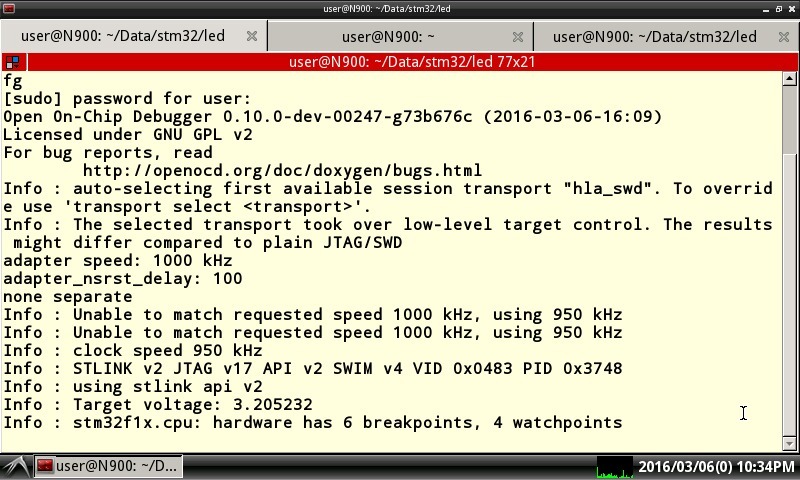 user@N900: ~/Data/stm32/led
user@N900: ~/Data/stm32/led
user@N900: ~
user@N900: ~/Data/stm32/led
user@N900: ~/Data/stm32/led 77x21
fg
[sudo] password for user:
Open On-Chip Debugger 0.10.0-dev-00247-g73b676c (2016-03-06-16:09)
Licensed under GNU GPL v2
For bug reports, read
        http://openocd.org/doc/doxygen/bugs.html
Info : auto-selecting first available session transport "hla_swd". To overrid
e use 'transport select <transport>'.
Info : The selected transport took over low-level target control. The results
 might differ compared to plain JTAG/SWD
adapter speed: 1000 kHz
adapter_nsrst_delay: 100
none separate
Info : Unable to match requested speed 1000 kHz, using 950 kHz
Info : Unable to match requested speed 1000 kHz, using 950 kHz
Info : clock speed 950 kHz
Info : STLINK v2 JTAG v17 API v2 SWIM v4 VID 0x0483 PID 0x3748
Info : using stlink api v2
Info : Target voltage: 3.205232
Info : stm32f1x.cpu: hardware has 6 breakpoints, 4 watchpoints
user@N900: ~/D...
2016/03/06(0) 10:34PM